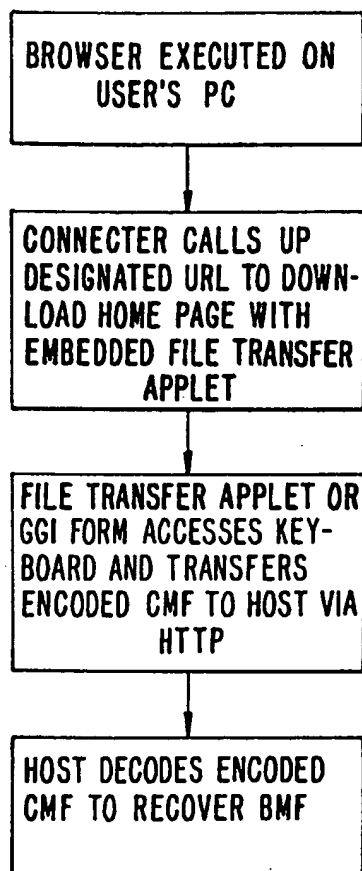 BROWSER EXECUTED ON
USER'S PC
CONNECTER CALLS UP
DESIGNATED URL TO DOWN-
LOAD HOME PAGE WITH
EMBEDDED FILE TRANSFER
APPLET
FILE TRANSFER APPLET OR
GGI FORM ACCESSES KEY-
BOARD AND TRANSFERS
ENCODED CMF TO HOST VIA
HTTP
HOST DECODES ENCODED
CMF TO RECOVER BMF